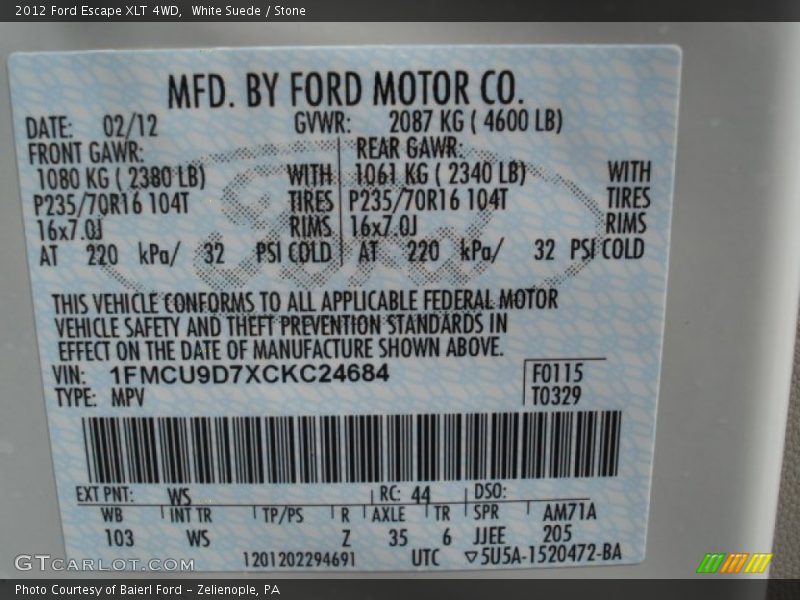 2012 Ford Escape XLT 4WD, White Suede / Stone
MFD. BY FORD MOTOR CO.
DATE: 02/12 GVWR: 2087 KG ( 4600 LB)
FRONT GAWR: REAR GAWR:
1080 KG ( 2380 LB) WITH 1061 KG ( 2340 LB) WITH
P235/70R16 104T TIRES P235/70R16 104T TIRES
16x7.0J RIMS 16x7.0J RIMS
AT 220 kPa/ 32 PSI COLD AT 220 kPa/ 32 PSI COLD
Ford
THIS VEHICLE CONFORMS TO ALL APPLICABLE FEDERAL MOTOR
VEHICLE SAFETY AND THEFT PREVENTION STANDARDS IN
EFFECT ON THE DATE OF MANUFACTURE SHOWN ABOVE.
VIN: 1FMCU9D7XCKC24684 F0115
TYPE: MPV T0329
EXT PNT: WS RC: 44 DSO:
WB INT TR TP/PS R AXLE TR SPR AM71A
103 WS Z 35 6 JJEE 205
1201202294691 UTC ▽5U5A-1520472-BA
GTCARLOT.COM
Photo Courtesy of Baierl Ford – Zelienople, PA